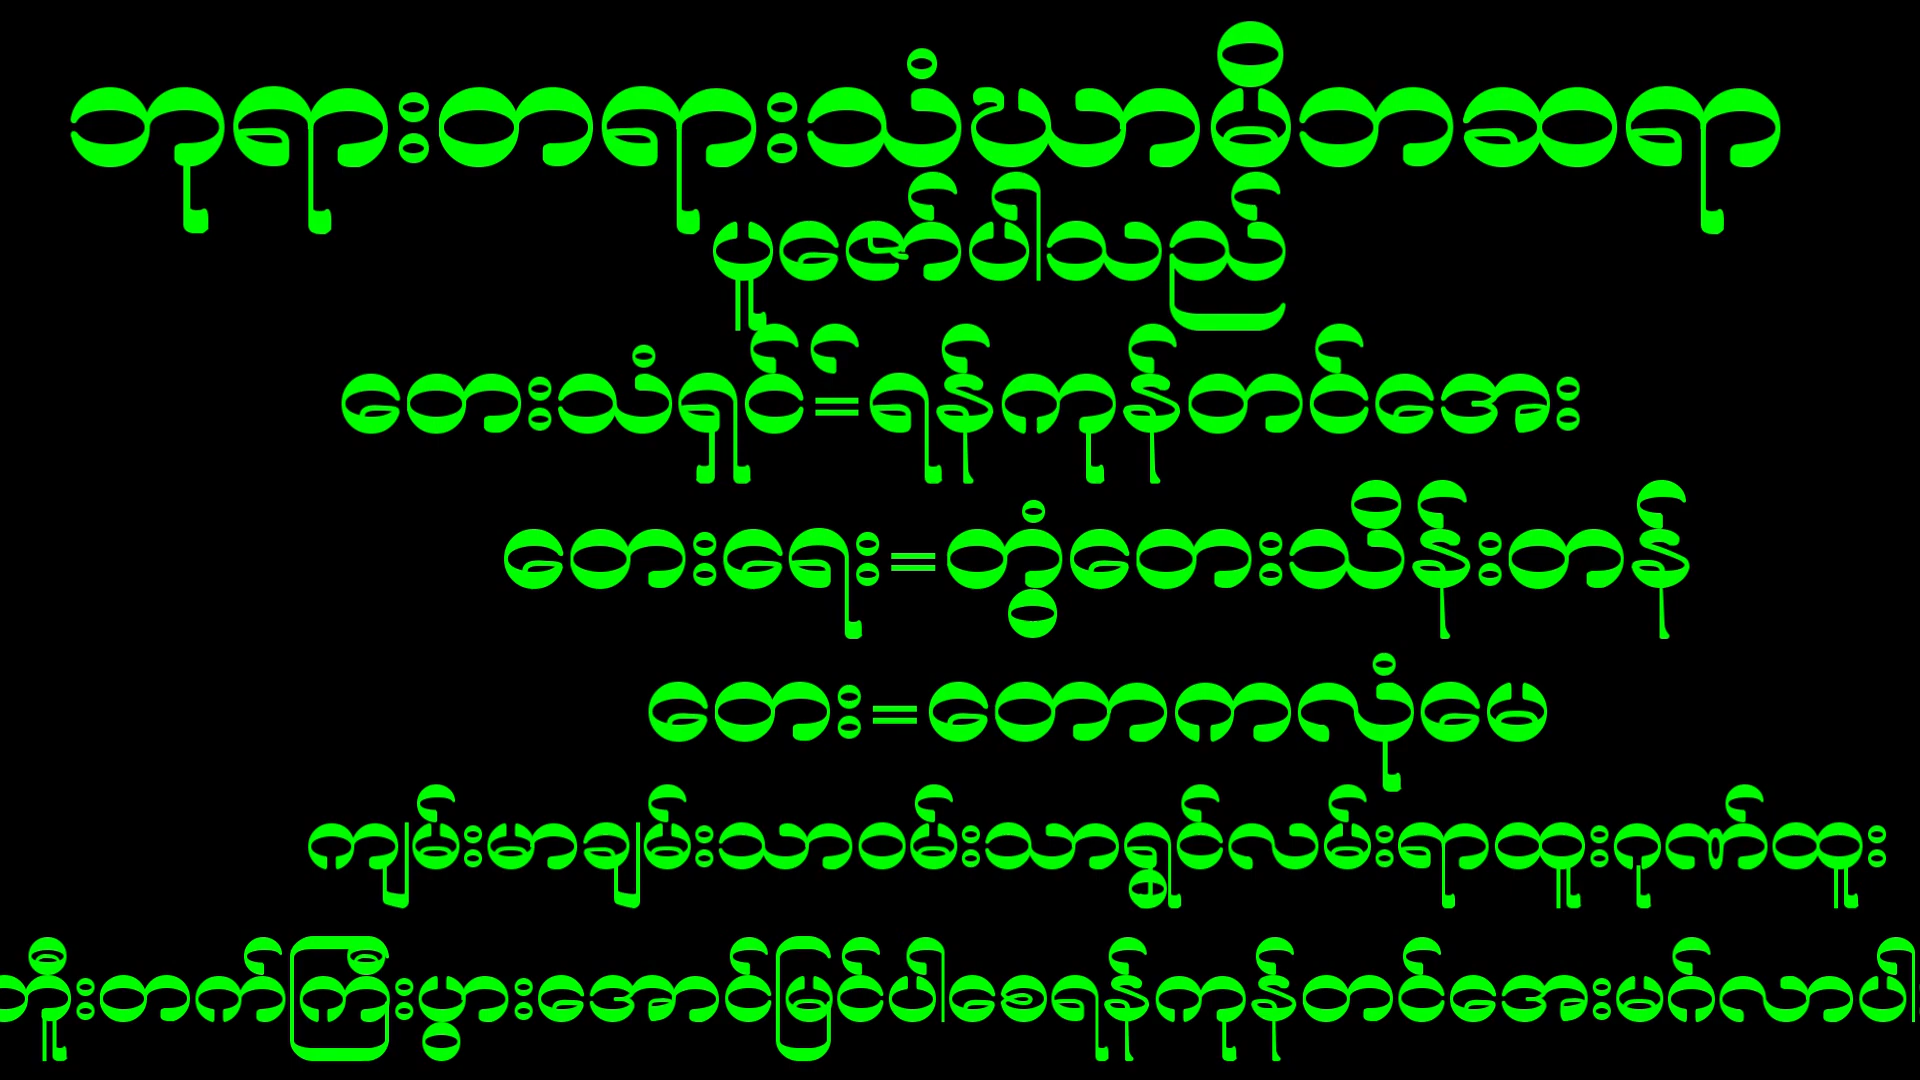 ဘုရားတရားသံဃာမိဘဆရာ
ပူဇော်ပါသည်
တေးသံရှင််=ရန်ကုန်တင်အေး
တေးရေး=တွံတေးသိန်းတန်
တေး=တောကလုံမေ
ကျမ်းမာချမ်းသာဝမ်းသာရွှင်လမ်းရာထူးဂုဏ်ထူး
တီူးတက်ကြီးပွားအောင်မြင်ပါစေရန်ကုန်တင်အေးမဂ်လာပါ